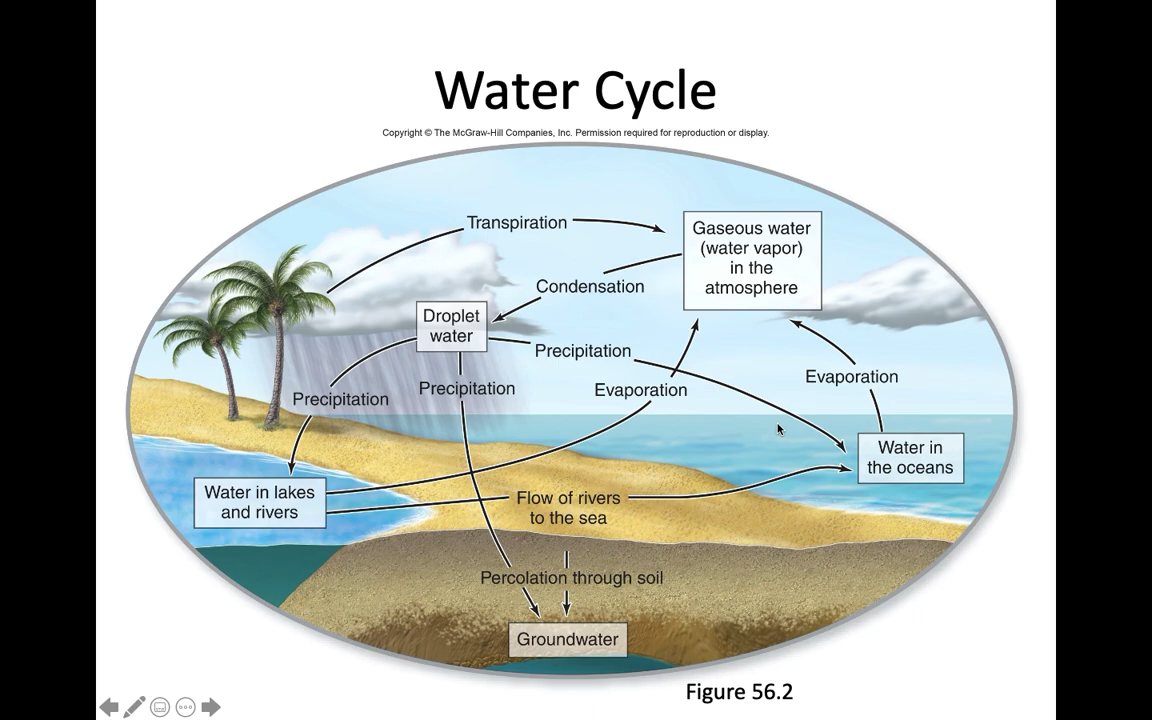 Water Cycle
Copyright © The McGraw-Hill Companies, Inc. Permission required for reproduction or display.
Transpiration
Gaseous water
(water vapor)
in the
atmosphere
Condensation
Droplet
water
Precipitation
Precipitation
Precipitation
Evaporation
Evaporation
Water in
the oceans
Water in lakes
and rivers
Flow of rivers
to the sea
Percolation through soil
Groundwater
Figure 56.2